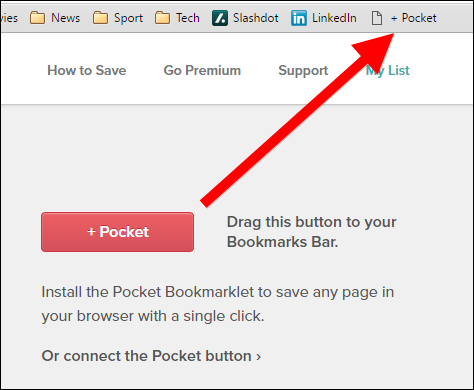 vies News Sport Tech Slashdot LinkedIn + Pocket
How to Save Go Premium Support My List
+ Pocket
Drag this button to your
Bookmarks Bar.
Install the Pocket Bookmarklet to save any page in
your browser with a single click.
Or connect the Pocket button ›